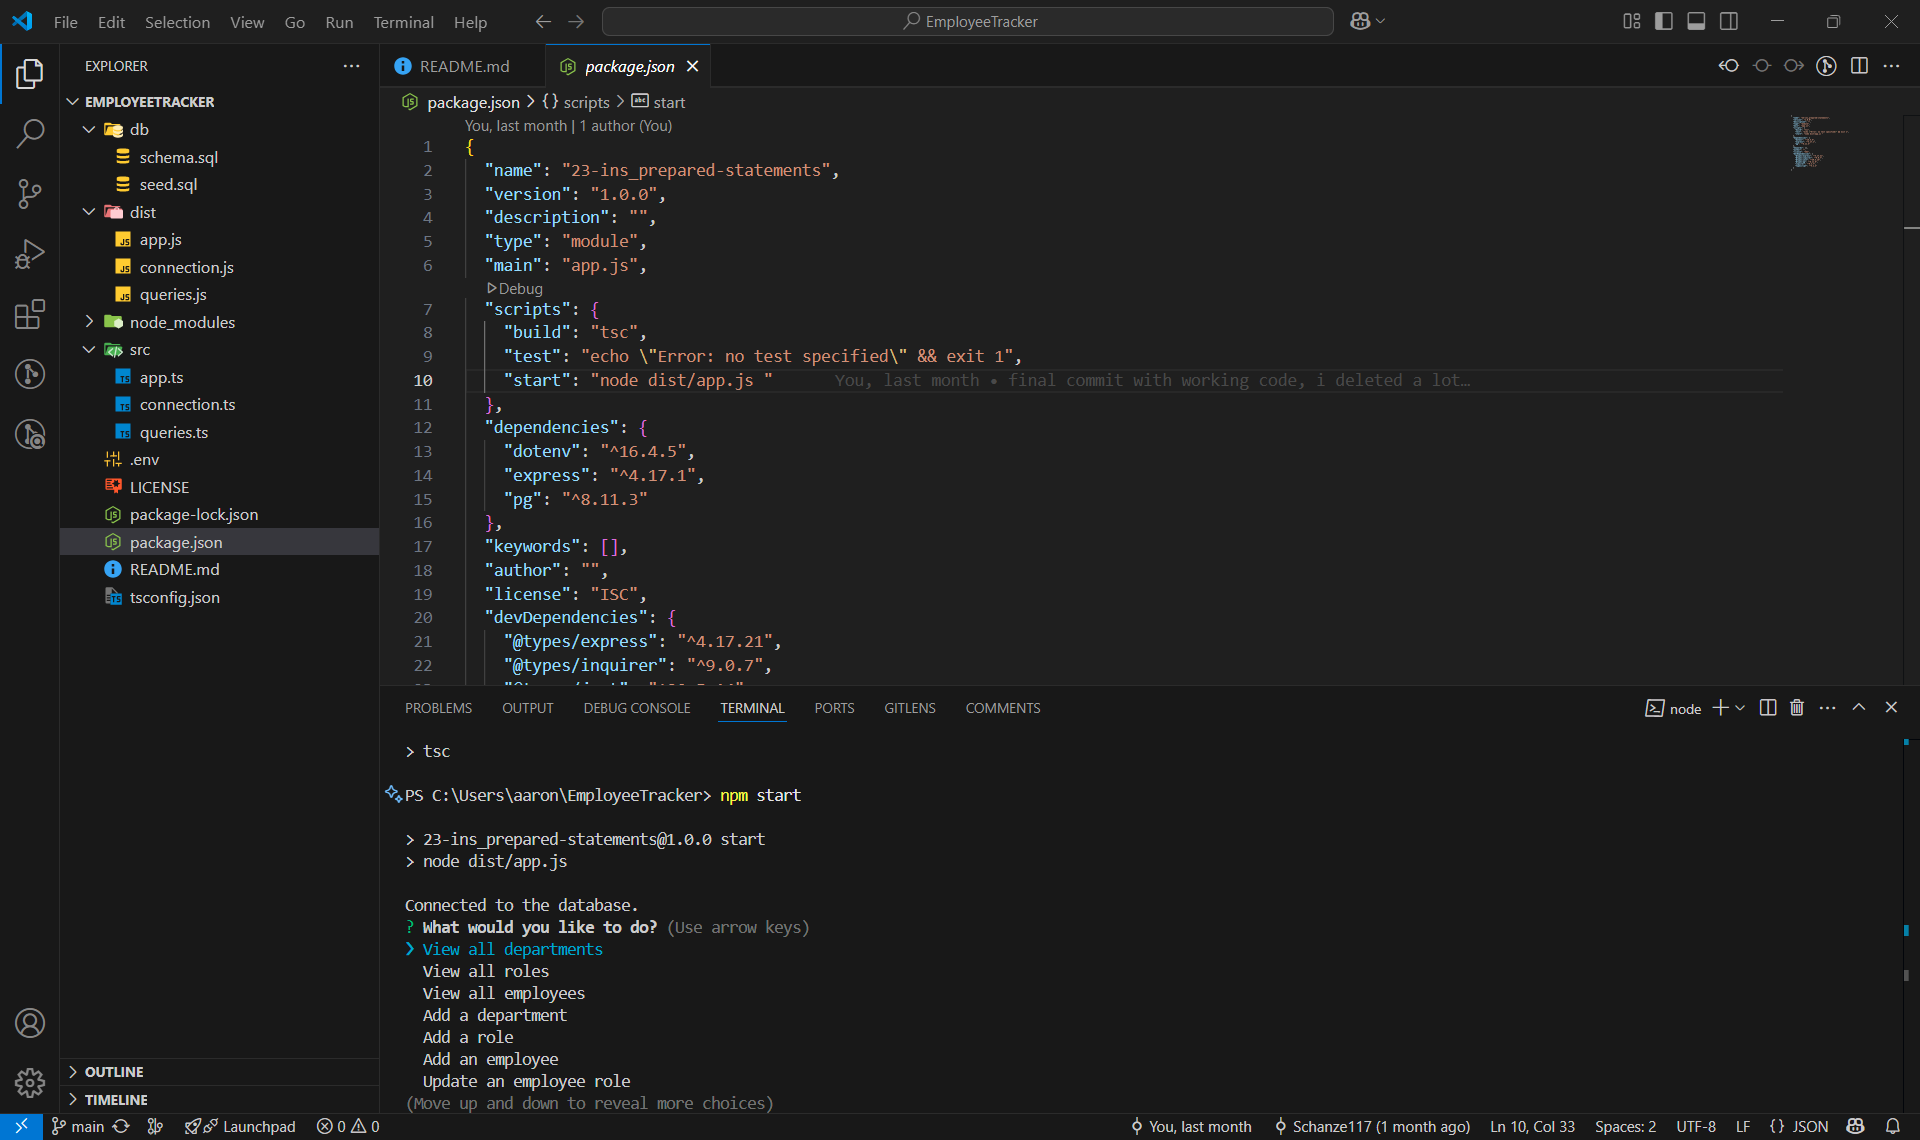 File Edit Selection View Go Run Terminal Help
EmployeeTracker
EXPLORER
EMPLOYEETRACKER
db
schema.sql
seed.sql
dist
app.js
connection.js
queries.js
node_modules
src
app.ts
connection.ts
queries.ts
.env
LICENSE
package-lock.json
package.json
README.md
tsconfig.json
OUTLINE
TIMELINE
README.md
package.json
package.json > {} scripts > start
You, last month | 1 author (You)
1 {
2 "name": "23-ins_prepared-statements",
3 "version": "1.0.0",
4 "description": "",
5 "type": "module",
6 "main": "app.js",
Debug
7 "scripts": {
8 "build": "tsc",
9 "test": "echo \"Error: no test specified\" && exit 1",
10 "start": "node dist/app.js " You, last month • final commit with working code, i deleted a lot…
11 },
12 "dependencies": {
13 "dotenv": "^16.4.5",
14 "express": "^4.17.1",
15 "pg": "^8.11.3"
16 },
17 "keywords": [],
18 "author": "",
19 "license": "ISC",
20 "devDependencies": {
21 "@types/express": "^4.17.21",
22 "@types/inquirer": "^9.0.7",
PROBLEMS OUTPUT DEBUG CONSOLE TERMINAL PORTS GITLENS COMMENTS
node
> tsc
PS C:\Users\aaron\EmployeeTracker> npm start
> 23-ins_prepared-statements@1.0.0 start
> node dist/app.js
Connected to the database.
? What would you like to do? (Use arrow keys)
❯ View all departments
View all roles
View all employees
Add a department
Add a role
Add an employee
Update an employee role
(Move up and down to reveal more choices)
main Launchpad 0 0 You, last month Schanze117 (1 month ago) Ln 10, Col 33 Spaces: 2 UTF-8 LF {} JSON